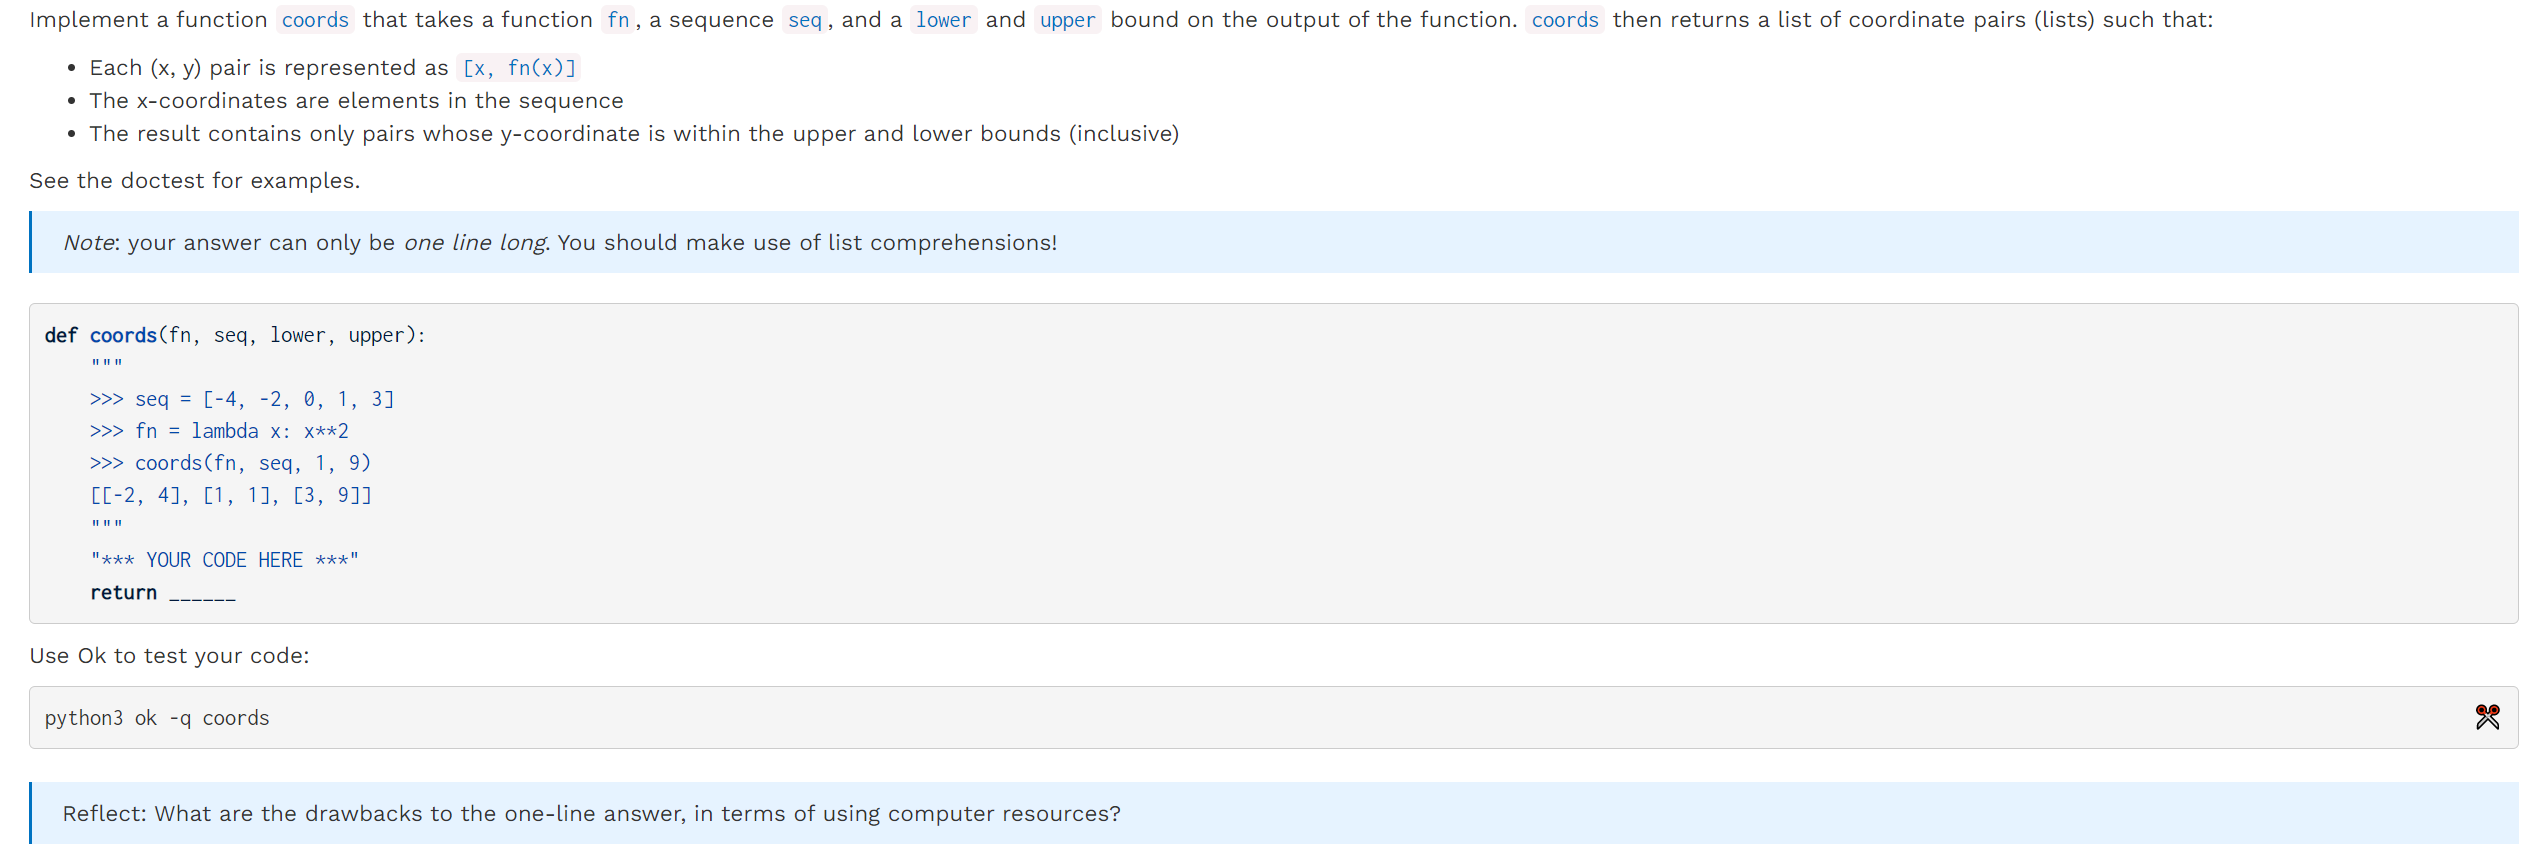 Implement a function coords that takes a function fn, a sequence seq, and a lower and upper bound on the output of the function. coords then returns a list of coordinate pairs (lists) such that:
• Each (x, y) pair is represented as [x, fn(x)]
• The x-coordinates are elements in the sequence
• The result contains only pairs whose y-coordinate is within the upper and lower bounds (inclusive)
See the doctest for examples.
Note: your answer can only be one line long. You should make use of list comprehensions!
def coords(fn, seq, lower, upper):
    """
    >>> seq = [-4, -2, 0, 1, 3]
    >>> fn = lambda x: x**2
    >>> coords(fn, seq, 1, 9)
    [[-2, 4], [1, 1], [3, 9]]
    """
    "*** YOUR CODE HERE ***"
    return ______
Use Ok to test your code:
python3 ok -q coords
Reflect: What are the drawbacks to the one-line answer, in terms of using computer resources?